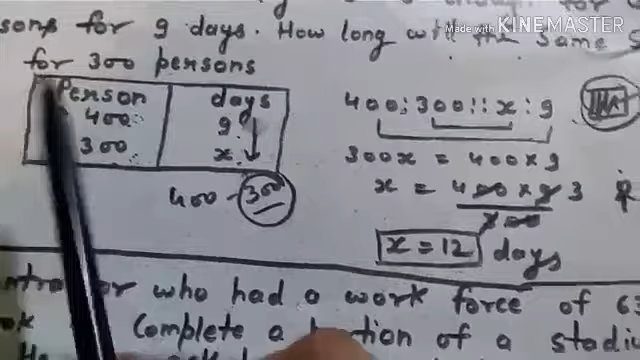 Made with KINEMASTER
for 9 days. How long will the same
for 300 persons
Person days
400 9
300 x
400 - 300
400:300::x:9
300x = 400×9
x = 400×9 3
300
x = 12 days
who had a work force of
Complete a of a